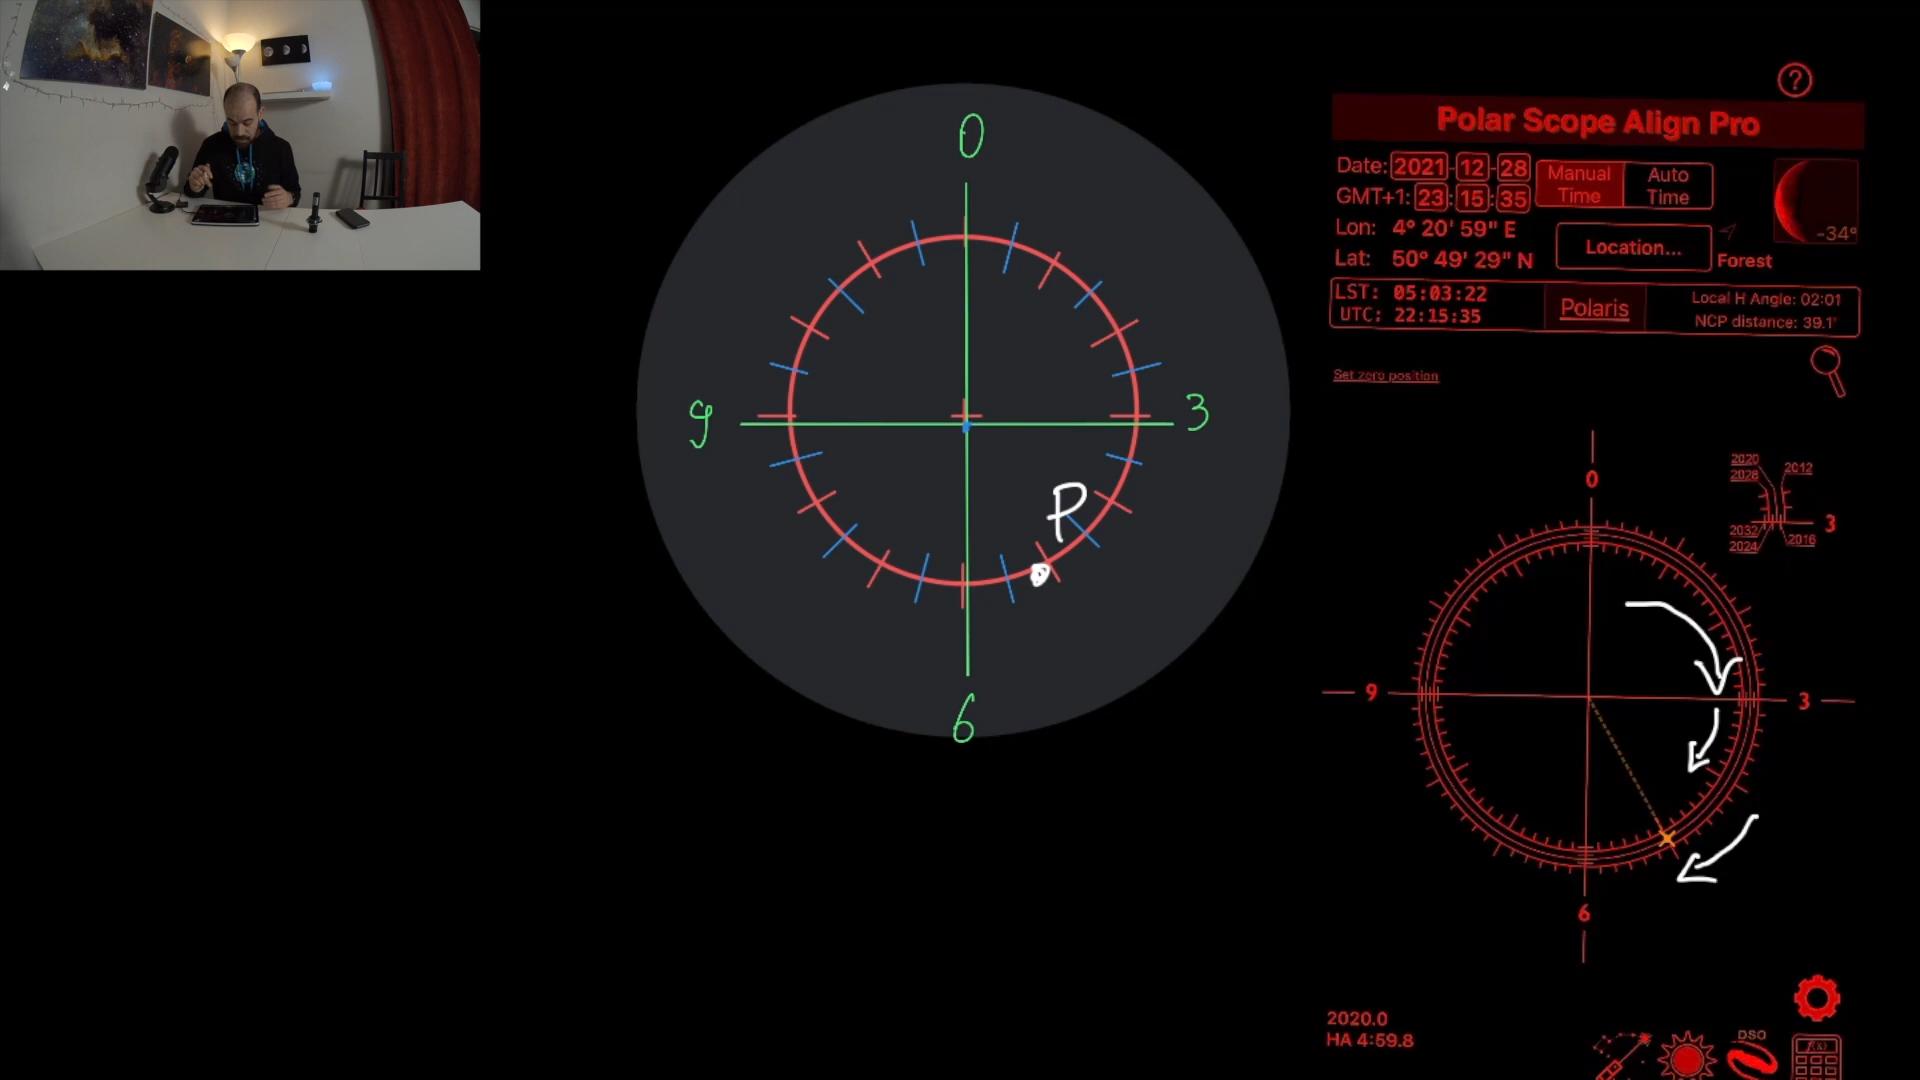 0
9
3
P
6
?
Polar Scope Align Pro
Date: 2021-12-28
Manual Time
Auto Time
GMT+1: 23:15:35
Lon: 4° 20' 59" E
Lat: 50° 49' 29" N
Location...
Forest
-34°
LST: 05:03:22
UTC: 22:15:35
Polaris
Local H Angle: 02:01
NCP distance: 39.1'
Set zero position
2020
2028
2012
3
2032
2024
2016
0
9
3
6
2020.0
HA 4:59.8
DSO
f(x)